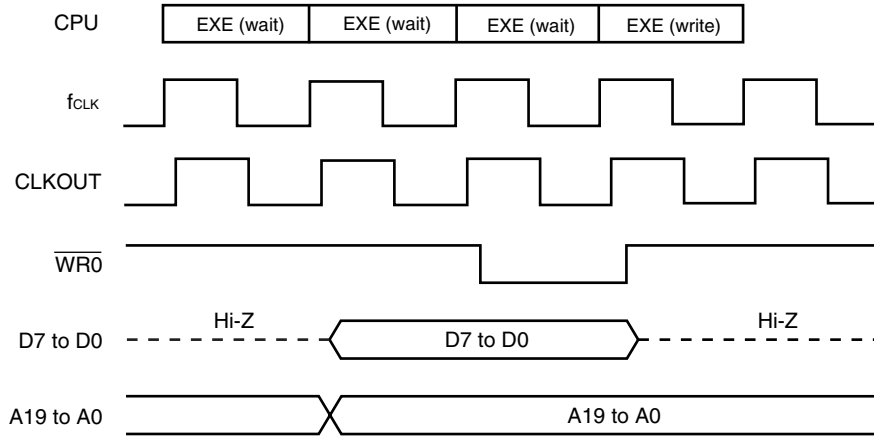 CPU EXE (wait) EXE (wait) EXE (wait) EXE (write)
fCLK
CLKOUT
WR0
Hi-Z Hi-Z
D7 to D0 D7 to D0
A19 to A0 A19 to A0